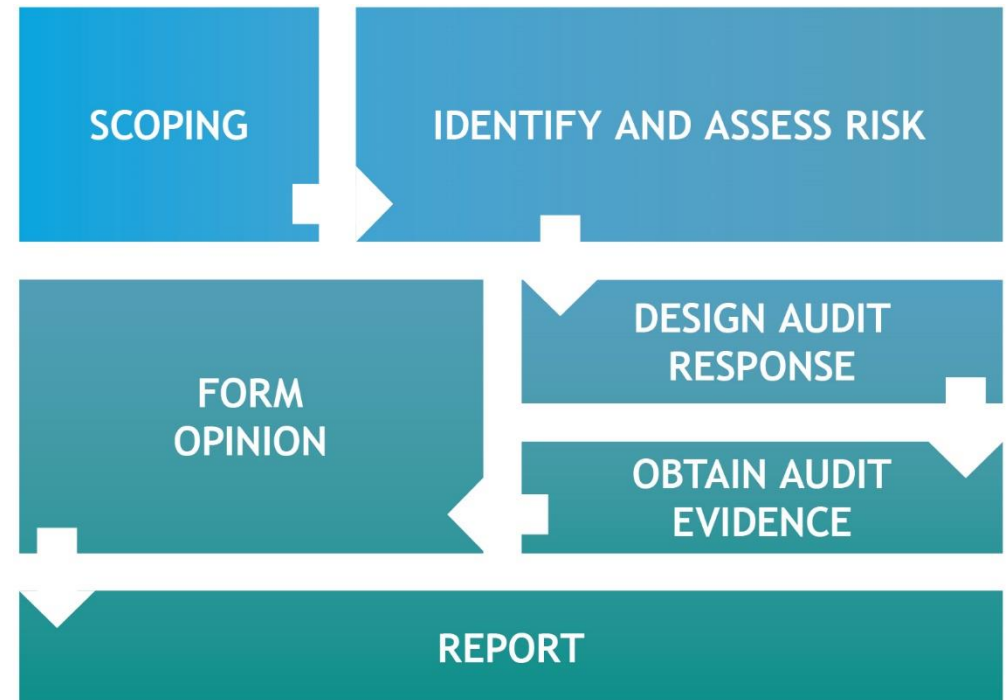 SCOPING
IDENTIFY AND ASSESS RISK
DESIGN AUDIT
RESPONSE
OBTAIN AUDIT
EVIDENCE
FORM
OPINION
REPORT